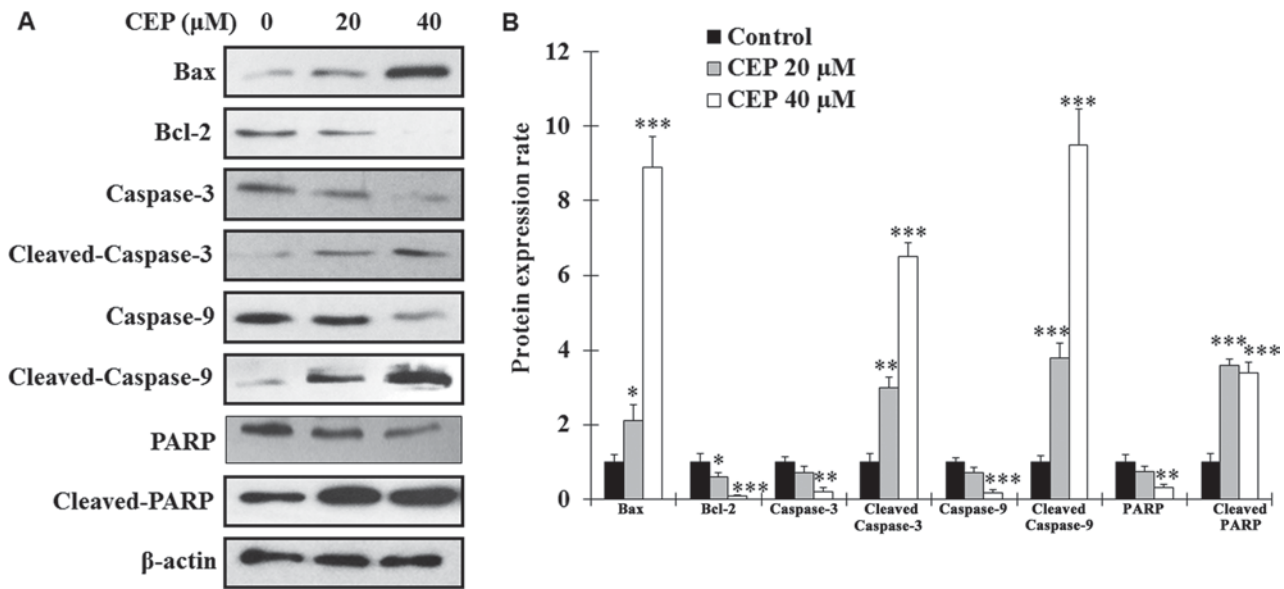 A
CEP (μM) 0 20 40
Bax
Bcl-2
Caspase-3
Cleaved-Caspase-3
Caspase-9
Cleaved-Caspase-9
PARP
Cleaved-PARP
β-actin
B
Control
CEP 20 μM
CEP 40 μM
Protein expression rate
12
10
8
6
4
2
0
* ***
* ***
**
** ***
***
*** ***
**
*** ***
Bax Bcl-2 Caspase-3 Cleaved Caspase-9 Cleaved PARP Cleaved
Caspase-3 Caspase-9 PARP